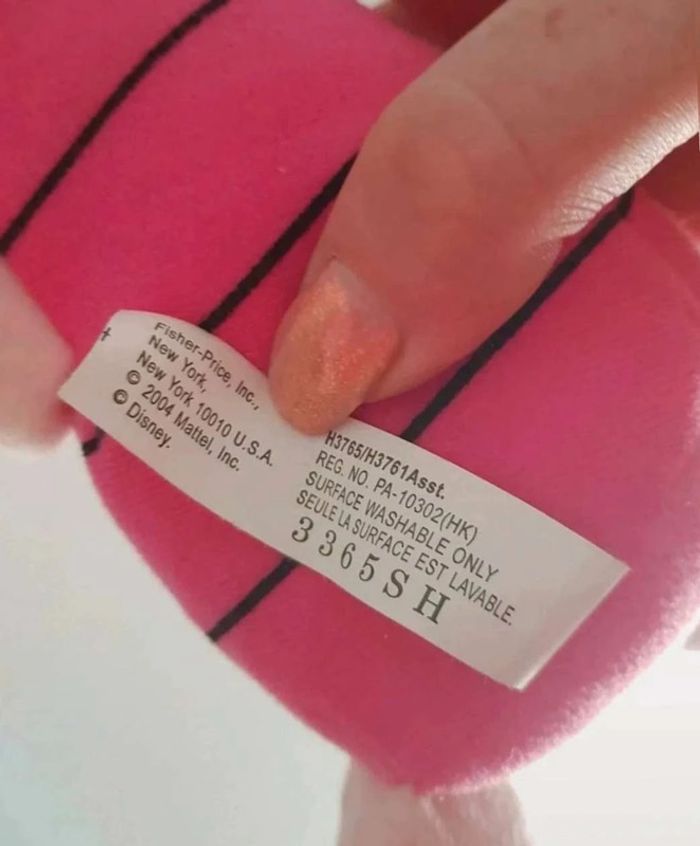 Fisher-Price, Inc.,
New York,
New York 10010 U.S.A.
© 2004 Mattel, Inc.
© Disney.
H3765/H3761Asst.
REG. NO. PA-10302(HK)
SURFACE WASHABLE ONLY
SEULE LA SURFACE EST LAVABLE.
3365SH